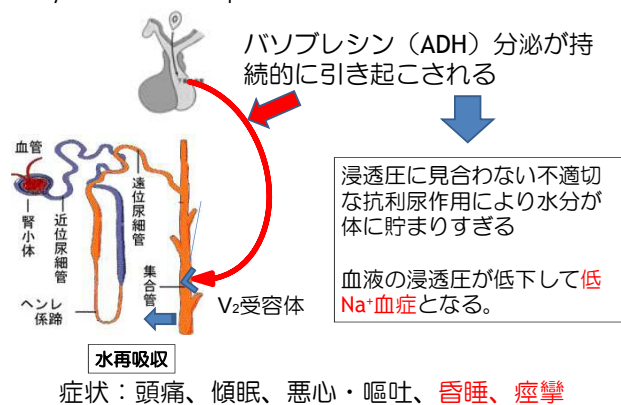 バソプレシン（ADH）分泌が持
続的に引き起こされる
血管
腎小体
近位尿細管
遠位尿細管
ヘンレ
係蹄
集合管
V₂受容体
水再吸収
浸透圧に見合わない不適切
な抗利尿作用により水分が
体に貯まりすぎる
血液の浸透圧が低下して低
Na⁺血症となる。
症状：頭痛、傾眠、悪心・嘔吐、昏睡、痙攣